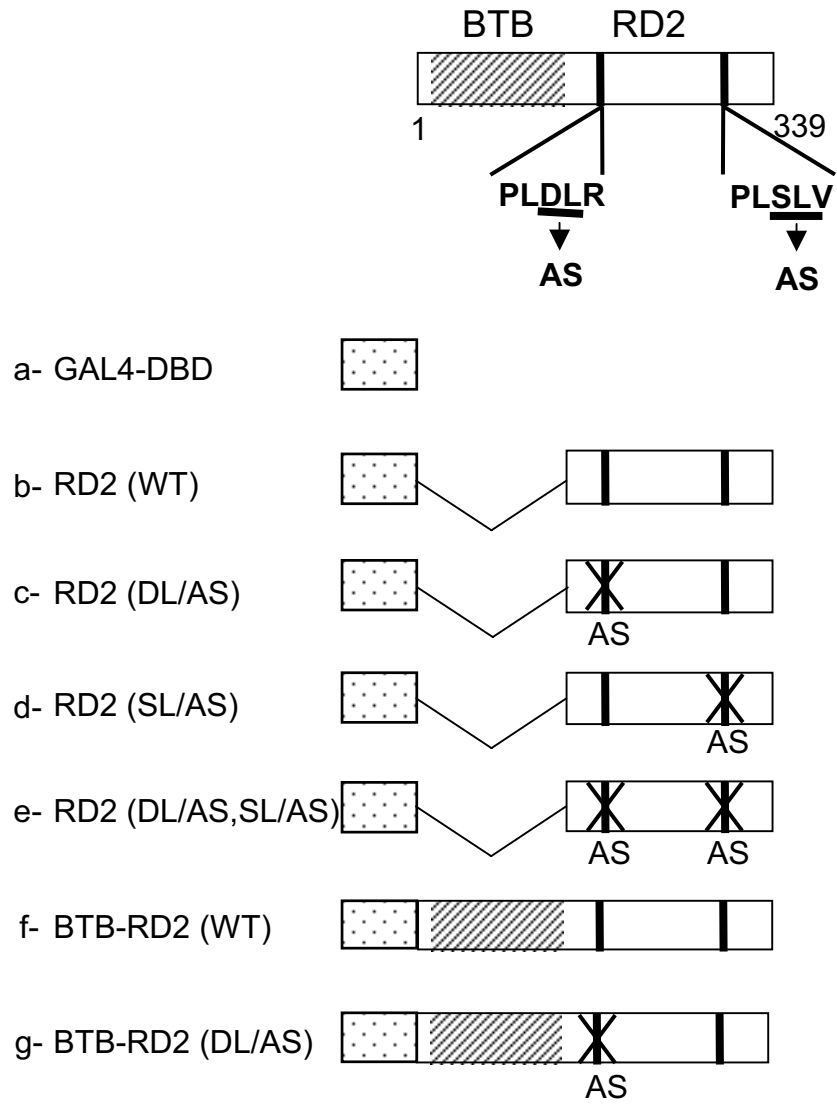 BTB RD2
1 339
PLDLR PLSLV
AS AS
a- GAL4-DBD
b- RD2 (WT)
c- RD2 (DL/AS)
AS
d- RD2 (SL/AS)
AS
e- RD2 (DL/AS,SL/AS)
AS AS
f- BTB-RD2 (WT)
g- BTB-RD2 (DL/AS)
AS